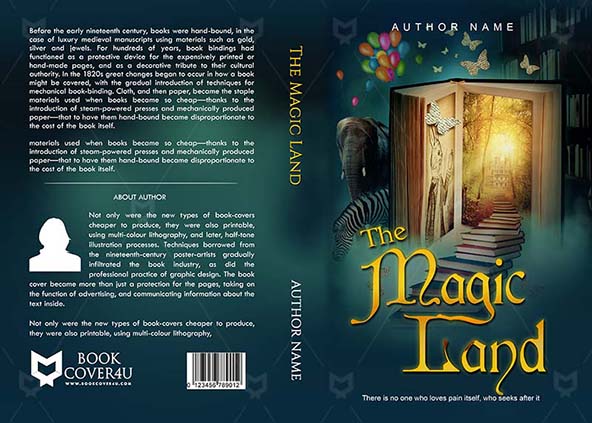 Before the early nineteenth century, books were hand-bound, in the
case of luxury medieval manuscripts using materials such as gold,
silver and jewels. For hundreds of years, book bindings had
functioned as a protective device for the expensively printed or
hand-made pages, and as a decorative tribute to their cultural
authority. In the 1820s great changes began to occur in how a book
might be covered, with the gradual introduction of techniques for
mechanical book-binding. Cloth, and then paper, became the staple
materials used when books became so cheap—thanks to the
introduction of steam-powered presses and mechanically produced
paper—that to have them hand-bound became disproportionate to
the cost of the book itself.
materials used when books became so cheap—thanks to the
introduction of steam-powered presses and mechanically produced
paper—that to have them hand-bound became disproportionate to
the cost of the book itself.
ABOUT AUTHOR
Not only were the new types of book-covers
cheaper to produce, they were also printable,
using multi-colour lithography, and later, half-tone
illustration processes. Techniques borrowed from
the nineteenth-century poster-artists gradually
infiltrated the book industry, as did the
professional practice of graphic design. The book
cover became more than just a protection for the pages, taking on
the function of advertising, and communicating information about the
text inside.
Not only were the new types of book-covers cheaper to produce,
they were also printable, using multi-colour lithography,
BOOK
COVER4U
WWW.BOOKCOVER4U.COM
0 123456 789012
The Magic Land
Author Name
AUTHOR NAME
The
Magic
Land
There is no one who loves pain itself, who seeks after it